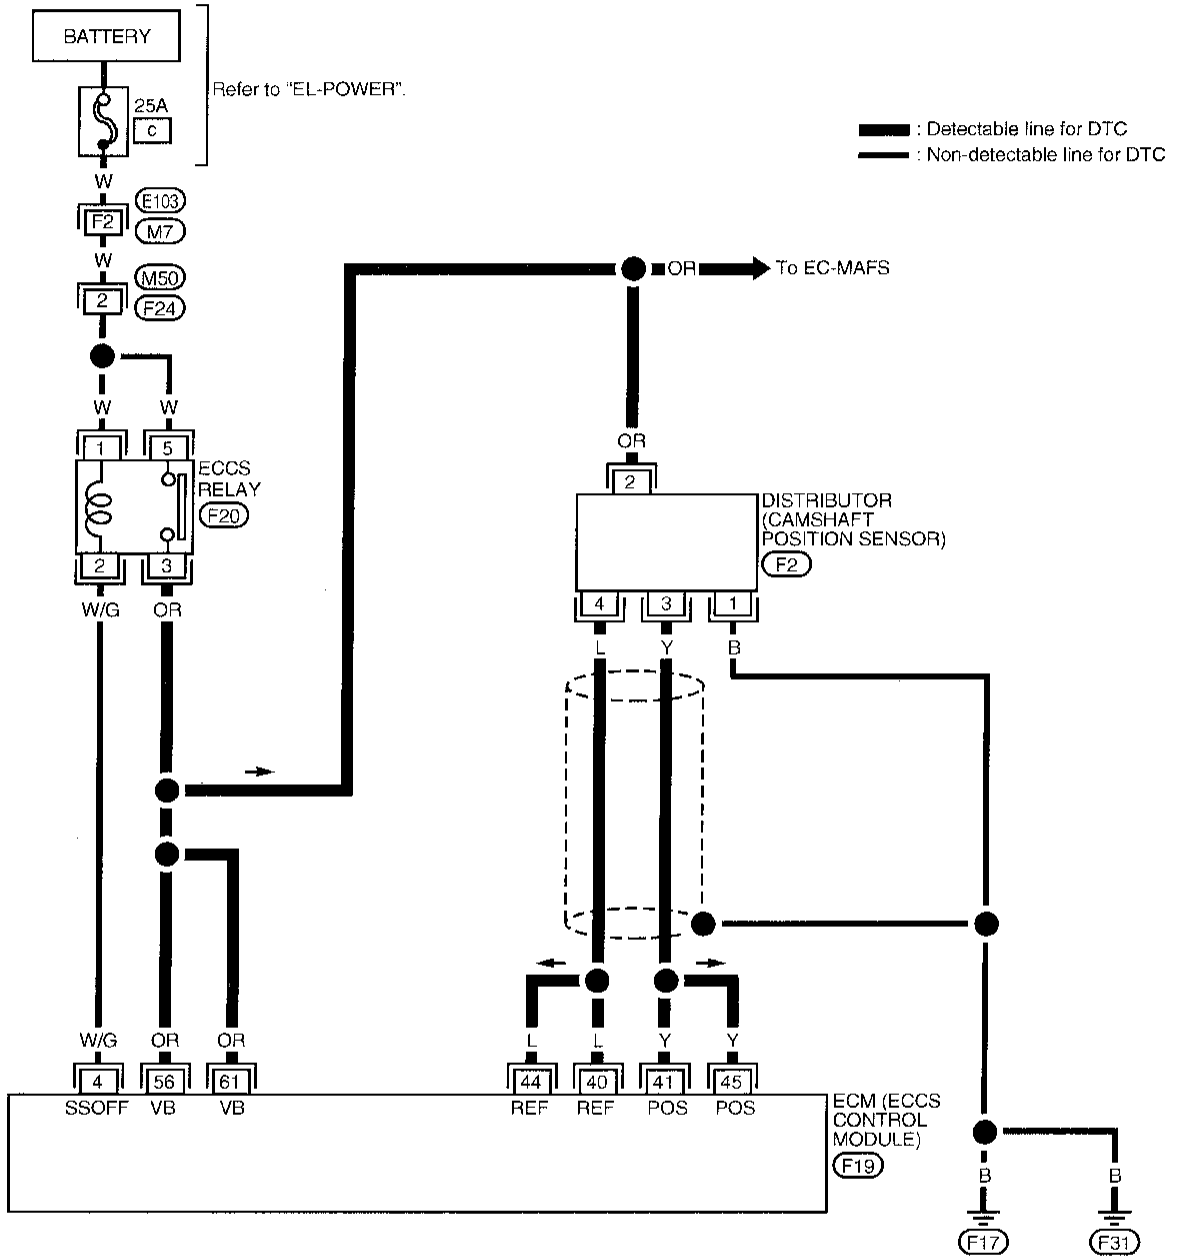 BATTERY
Refer to "EL-POWER".
25A
c
: Detectable line for DTC
: Non-detectable line for DTC
W
E103
F2
M7
W
M50
2
F24
OR
To EC-MAFS
W
W
OR
1
5
ECCS
RELAY
F20
2
DISTRIBUTOR
(CAMSHAFT
POSITION SENSOR)
F2
2
3
4
3
1
W/G
OR
L
Y
B
W/G
OR
OR
L
L
Y
Y
4
56
61
44
40
41
45
SSOFF
VB
VB
REF
REF
POS
POS
ECM (ECCS
CONTROL
MODULE)
F19
B
B
F17
F31